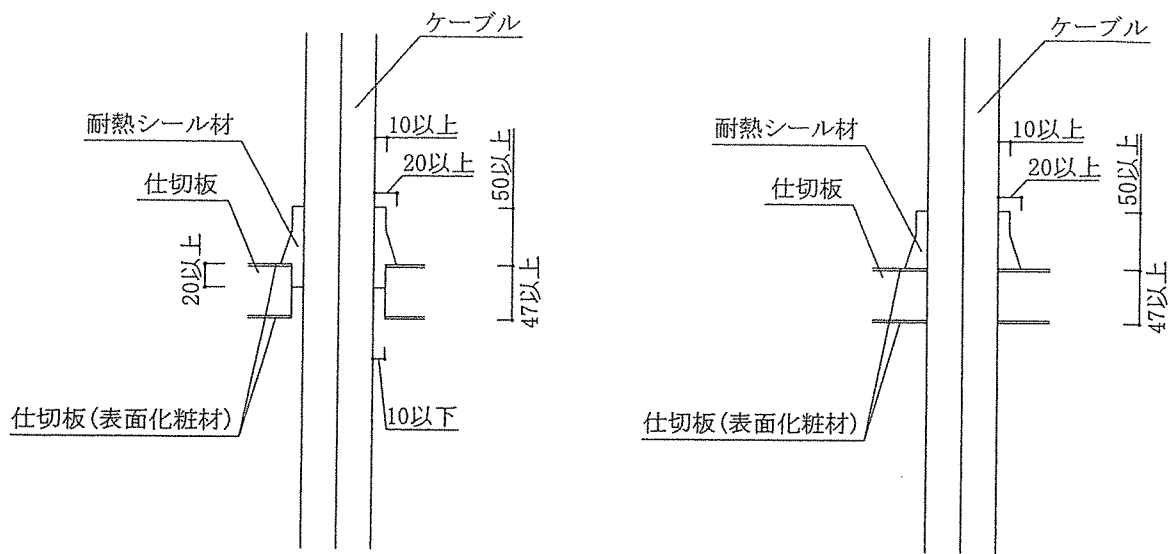 ケーブル
10以上
耐熱シール材
20以上
50以上
仕切板
20以上
47以上
仕切板(表面化粧材)
10以下
ケーブル
10以上
耐熱シール材
20以上
50以上
仕切板
47以上
仕切板(表面化粧材)